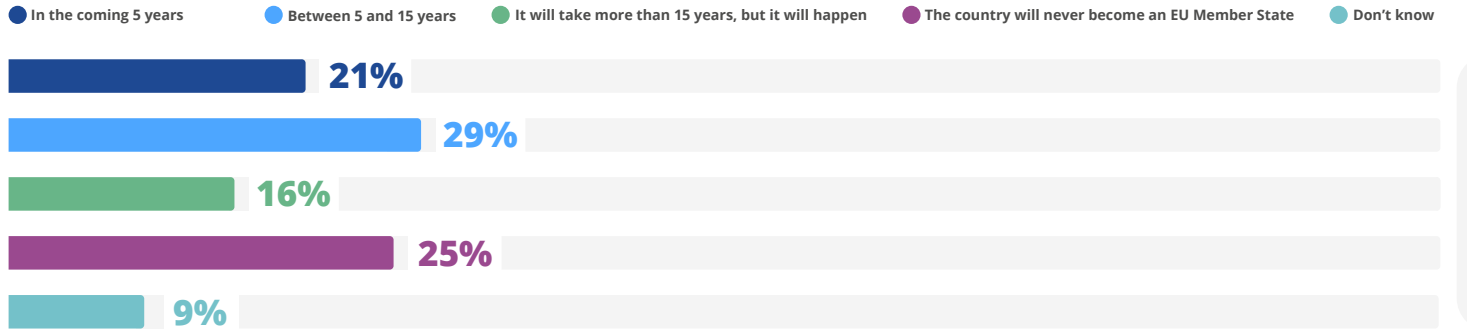 In the coming 5 years
Between 5 and 15 years
It will take more than 15 years, but it will happen
The country will never become an EU Member State
Don’t know
21%
29%
16%
25%
9%